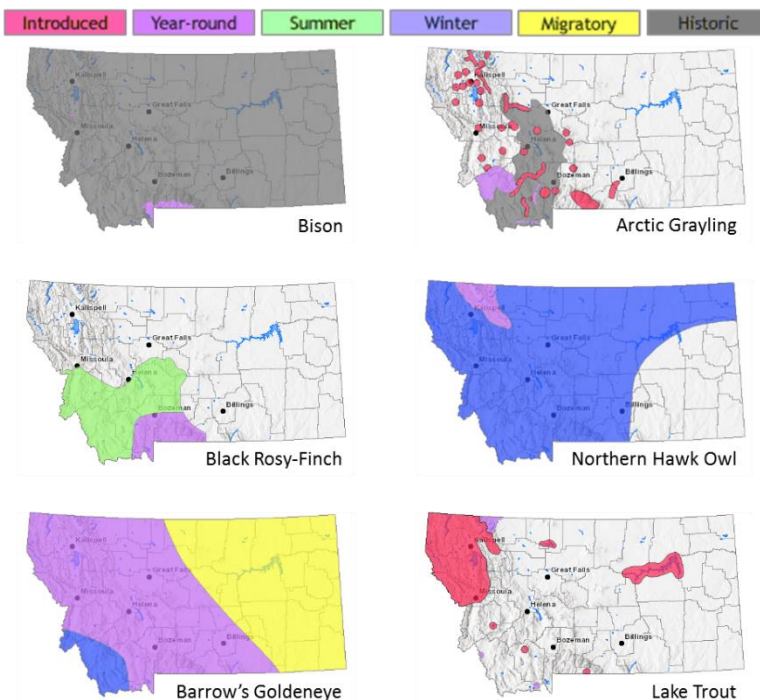 Introduced Year-round Summer Winter Migratory Historic
Kalispell
Great Falls
Missoula
Helena
Bozeman
Billings
Bison
Kalispell
Great Falls
Missoula
Helena
Bozeman
Billings
Arctic Grayling
Kalispell
Great Falls
Missoula
Helena
Bozeman
Billings
Black Rosy-Finch
Kalispell
Great Falls
Missoula
Helena
Bozeman
Billings
Northern Hawk Owl
Kalispell
Great Falls
Missoula
Helena
Bozeman
Billings
Barrow's Goldeneye
Kalispell
Great Falls
Missoula
Helena
Bozeman
Billings
Lake Trout